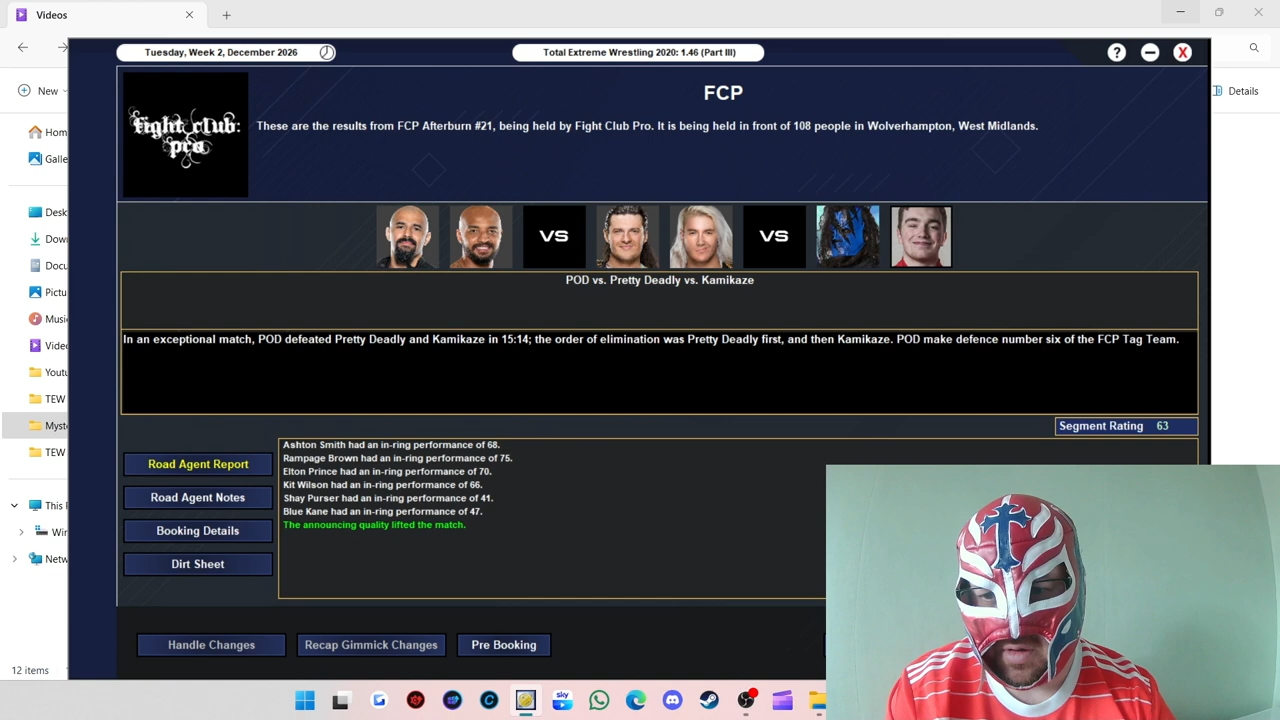 Videos
Tuesday, Week 2, December 2026
Total Extreme Wrestling 2020: 1.46 (Part III)
?
X
New
Details
FCP
fight club:
pro
These are the results from FCP Afterburn #21, being held by Fight Club Pro. It is being held in front of 108 people in Wolverhampton, West Midlands.
Hom
Galle
Desk
Dow
Docu
Pictu
Music
Video
Youtu
TEW
Myste
TEW
This P
Win
Netw
VS
VS
POD vs. Pretty Deadly vs. Kamikaze
In an exceptional match, POD defeated Pretty Deadly and Kamikaze in 15:14; the order of elimination was Pretty Deadly first, and then Kamikaze. POD make defence number six of the FCP Tag Team.
Segment Rating 63
Road Agent Report
Road Agent Notes
Booking Details
Dirt Sheet
Ashton Smith had an in-ring performance of 68.
Rampage Brown had an in-ring performance of 75.
Elton Prince had an in-ring performance of 70.
Kit Wilson had an in-ring performance of 66.
Shay Purser had an in-ring performance of 41.
Blue Kane had an in-ring performance of 47.
The announcing quality lifted the match.
Handle Changes
Recap Gimmick Changes
Pre Booking
12 items
sky